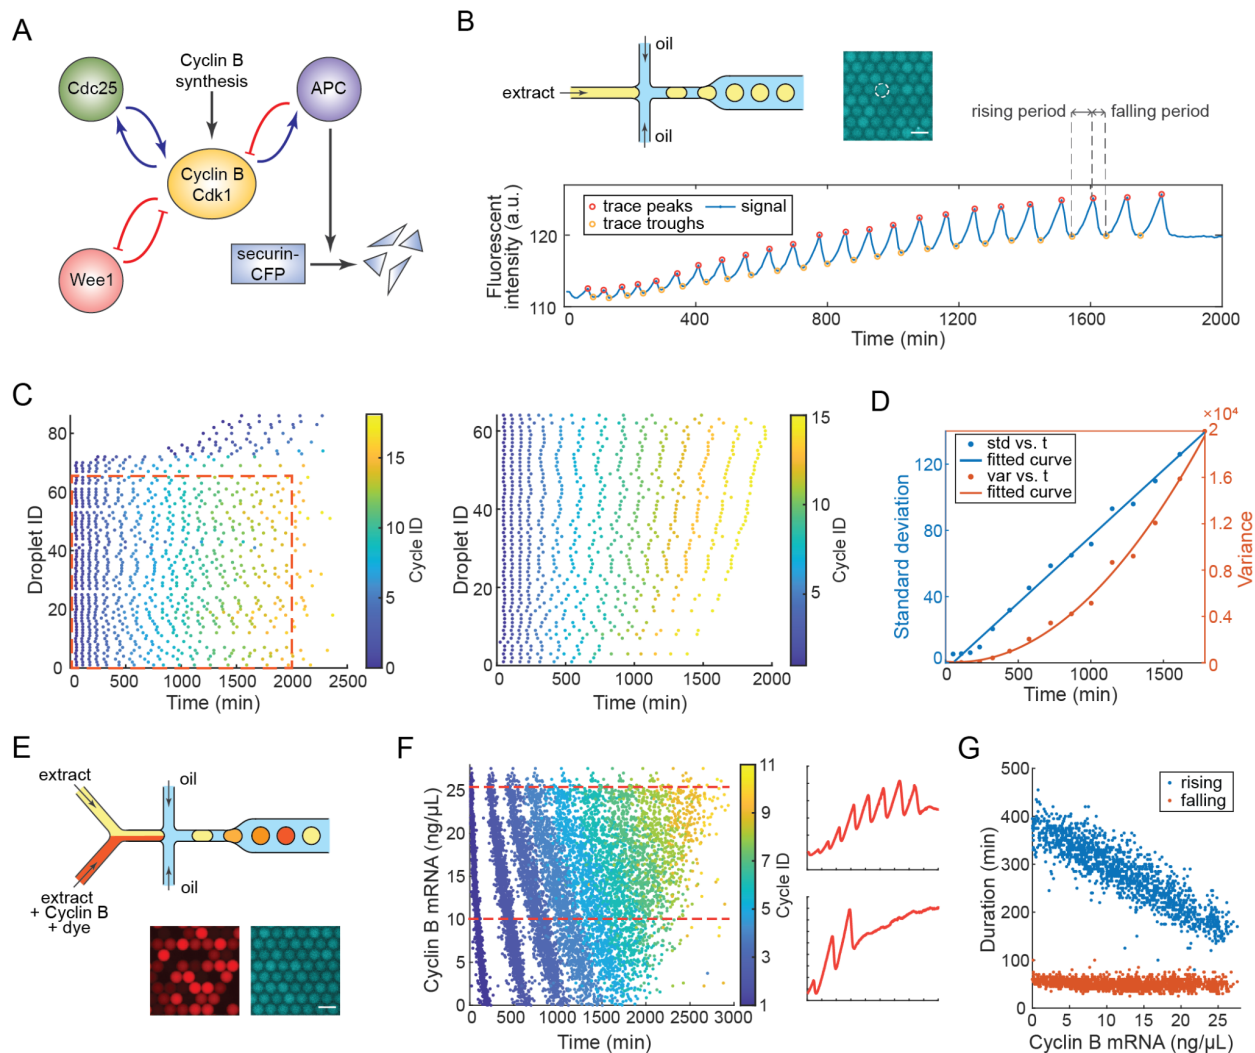 A
Cdc25
Cyclin B
synthesis
APC
Cyclin B
Cdk1
Wee1
securin-
CFP
B
oil
extract
oil
rising period
falling period
trace peaks
signal
trace troughs
Fluorescent
intensity (a.u.)
120
110
0
400
800
1200
1600
2000
Time (min)
C
Droplet ID
80
60
40
20
0
0
500
1000
1500
2000
2500
Time (min)
15
10
5
0
Cycle ID
Droplet ID
60
40
20
0
0
500
1000
1500
2000
Time (min)
15
10
5
Cycle ID
D
std vs. t
fitted curve
var vs. t
fitted curve
Standard deviation
120
80
40
0
0
500
1000
1500
Time (min)
×10⁴
2
1.6
1.2
0.8
0.4
0
Variance
E
extract
oil
extract
+ Cyclin B
+ dye
oil
F
Cyclin B mRNA (ng/µL)
25
20
15
10
5
0
0
500
1000
1500
2000
2500
3000
Time (min)
11
9
7
5
3
1
Cycle ID
G
rising
falling
Duration (min)
500
400
300
200
100
0
0
5
10
15
20
25
Cyclin B mRNA (ng/µL)